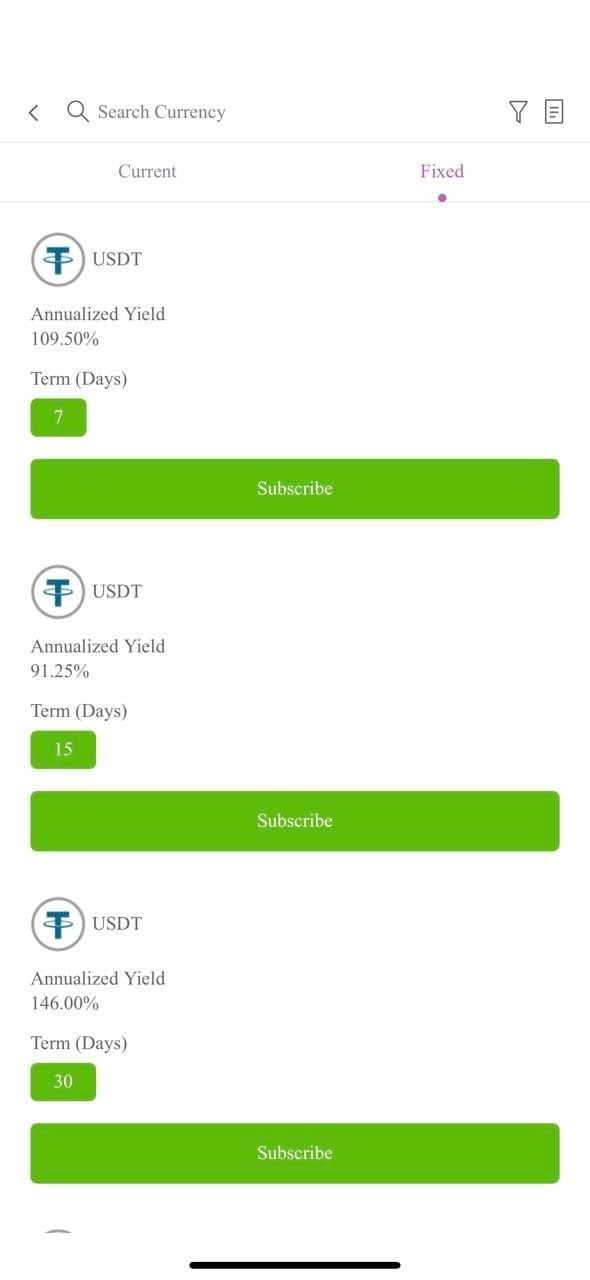 Search Currency
Current
Fixed
USDT
Annualized Yield
109.50%
Term (Days)
7
Subscribe
USDT
Annualized Yield
91.25%
Term (Days)
15
Subscribe
USDT
Annualized Yield
146.00%
Term (Days)
30
Subscribe